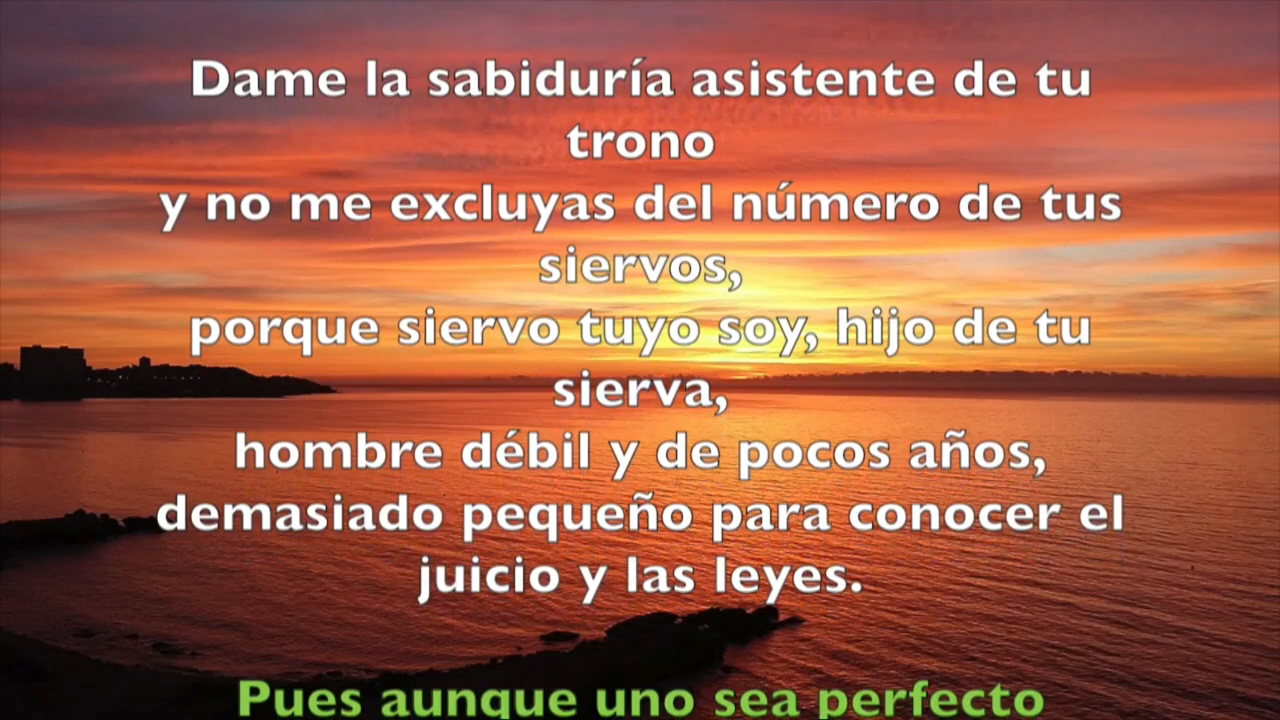 Dame la sabiduría asistente de tu
trono
y no me excluyas del número de tus
siervos,
porque siervo tuyo soy, hijo de tu
sierva,
hombre débil y de pocos años,
demasiado pequeño para conocer el
juicio y las leyes.
Pues aunque uno sea perfecto